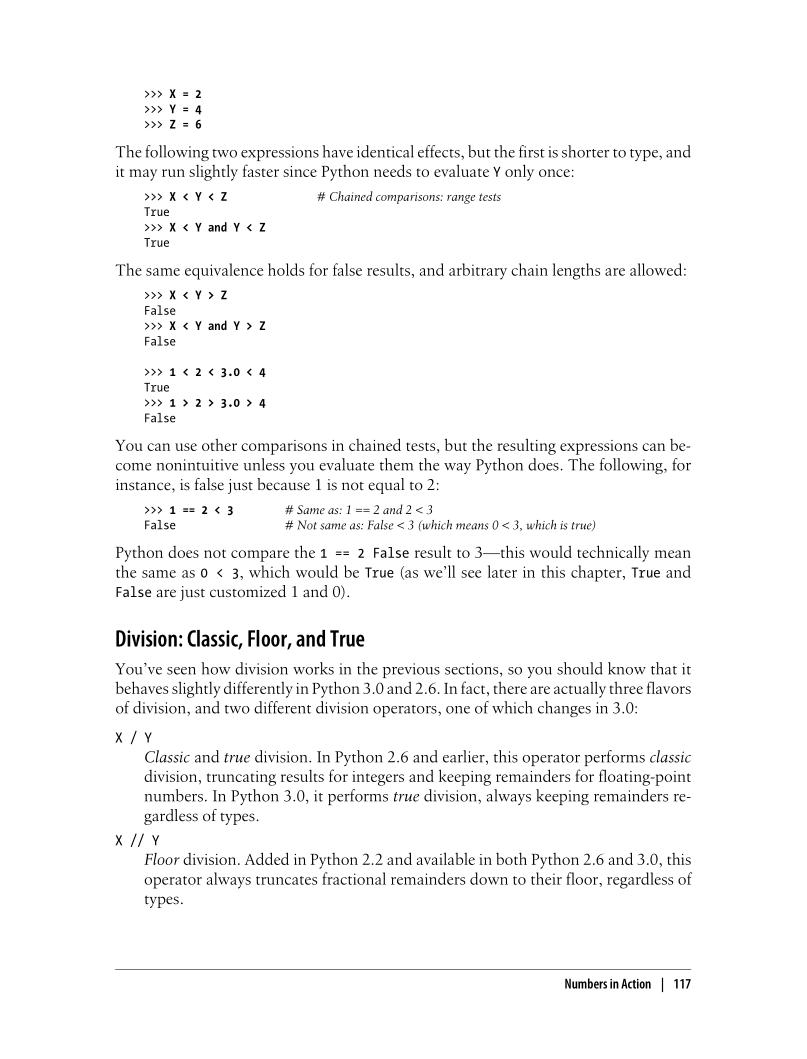 >>> X = 2
>>> Y = 4
>>> Z = 6
The following two expressions have identical effects, but the first is shorter to type, and
it may run slightly faster since Python needs to evaluate Y only once:
>>> X < Y < Z # Chained comparisons: range tests
True
>>> X < Y and Y < Z
True
The same equivalence holds for false results, and arbitrary chain lengths are allowed:
>>> X < Y > Z
False
>>> X < Y and Y > Z
False
>>> 1 < 2 < 3.0 < 4
True
>>> 1 > 2 > 3.0 > 4
False
You can use other comparisons in chained tests, but the resulting expressions can be-
come nonintuitive unless you evaluate them the way Python does. The following, for
instance, is false just because 1 is not equal to 2:
>>> 1 == 2 < 3 # Same as: 1 == 2 and 2 < 3
False # Not same as: False < 3 (which means 0 < 3, which is true)
Python does not compare the 1 == 2 False result to 3—this would technically mean
the same as 0 < 3, which would be True (as we’ll see later in this chapter, True and
False are just customized 1 and 0).
Division: Classic, Floor, and True
You’ve seen how division works in the previous sections, so you should know that it
behaves slightly differently in Python 3.0 and 2.6. In fact, there are actually three flavors
of division, and two different division operators, one of which changes in 3.0:
X / Y
Classic and true division. In Python 2.6 and earlier, this operator performs classic
division, truncating results for integers and keeping remainders for floating-point
numbers. In Python 3.0, it performs true division, always keeping remainders re-
gardless of types.
X // Y
Floor division. Added in Python 2.2 and available in both Python 2.6 and 3.0, this
operator always truncates fractional remainders down to their floor, regardless of
types.
Numbers in Action | 117